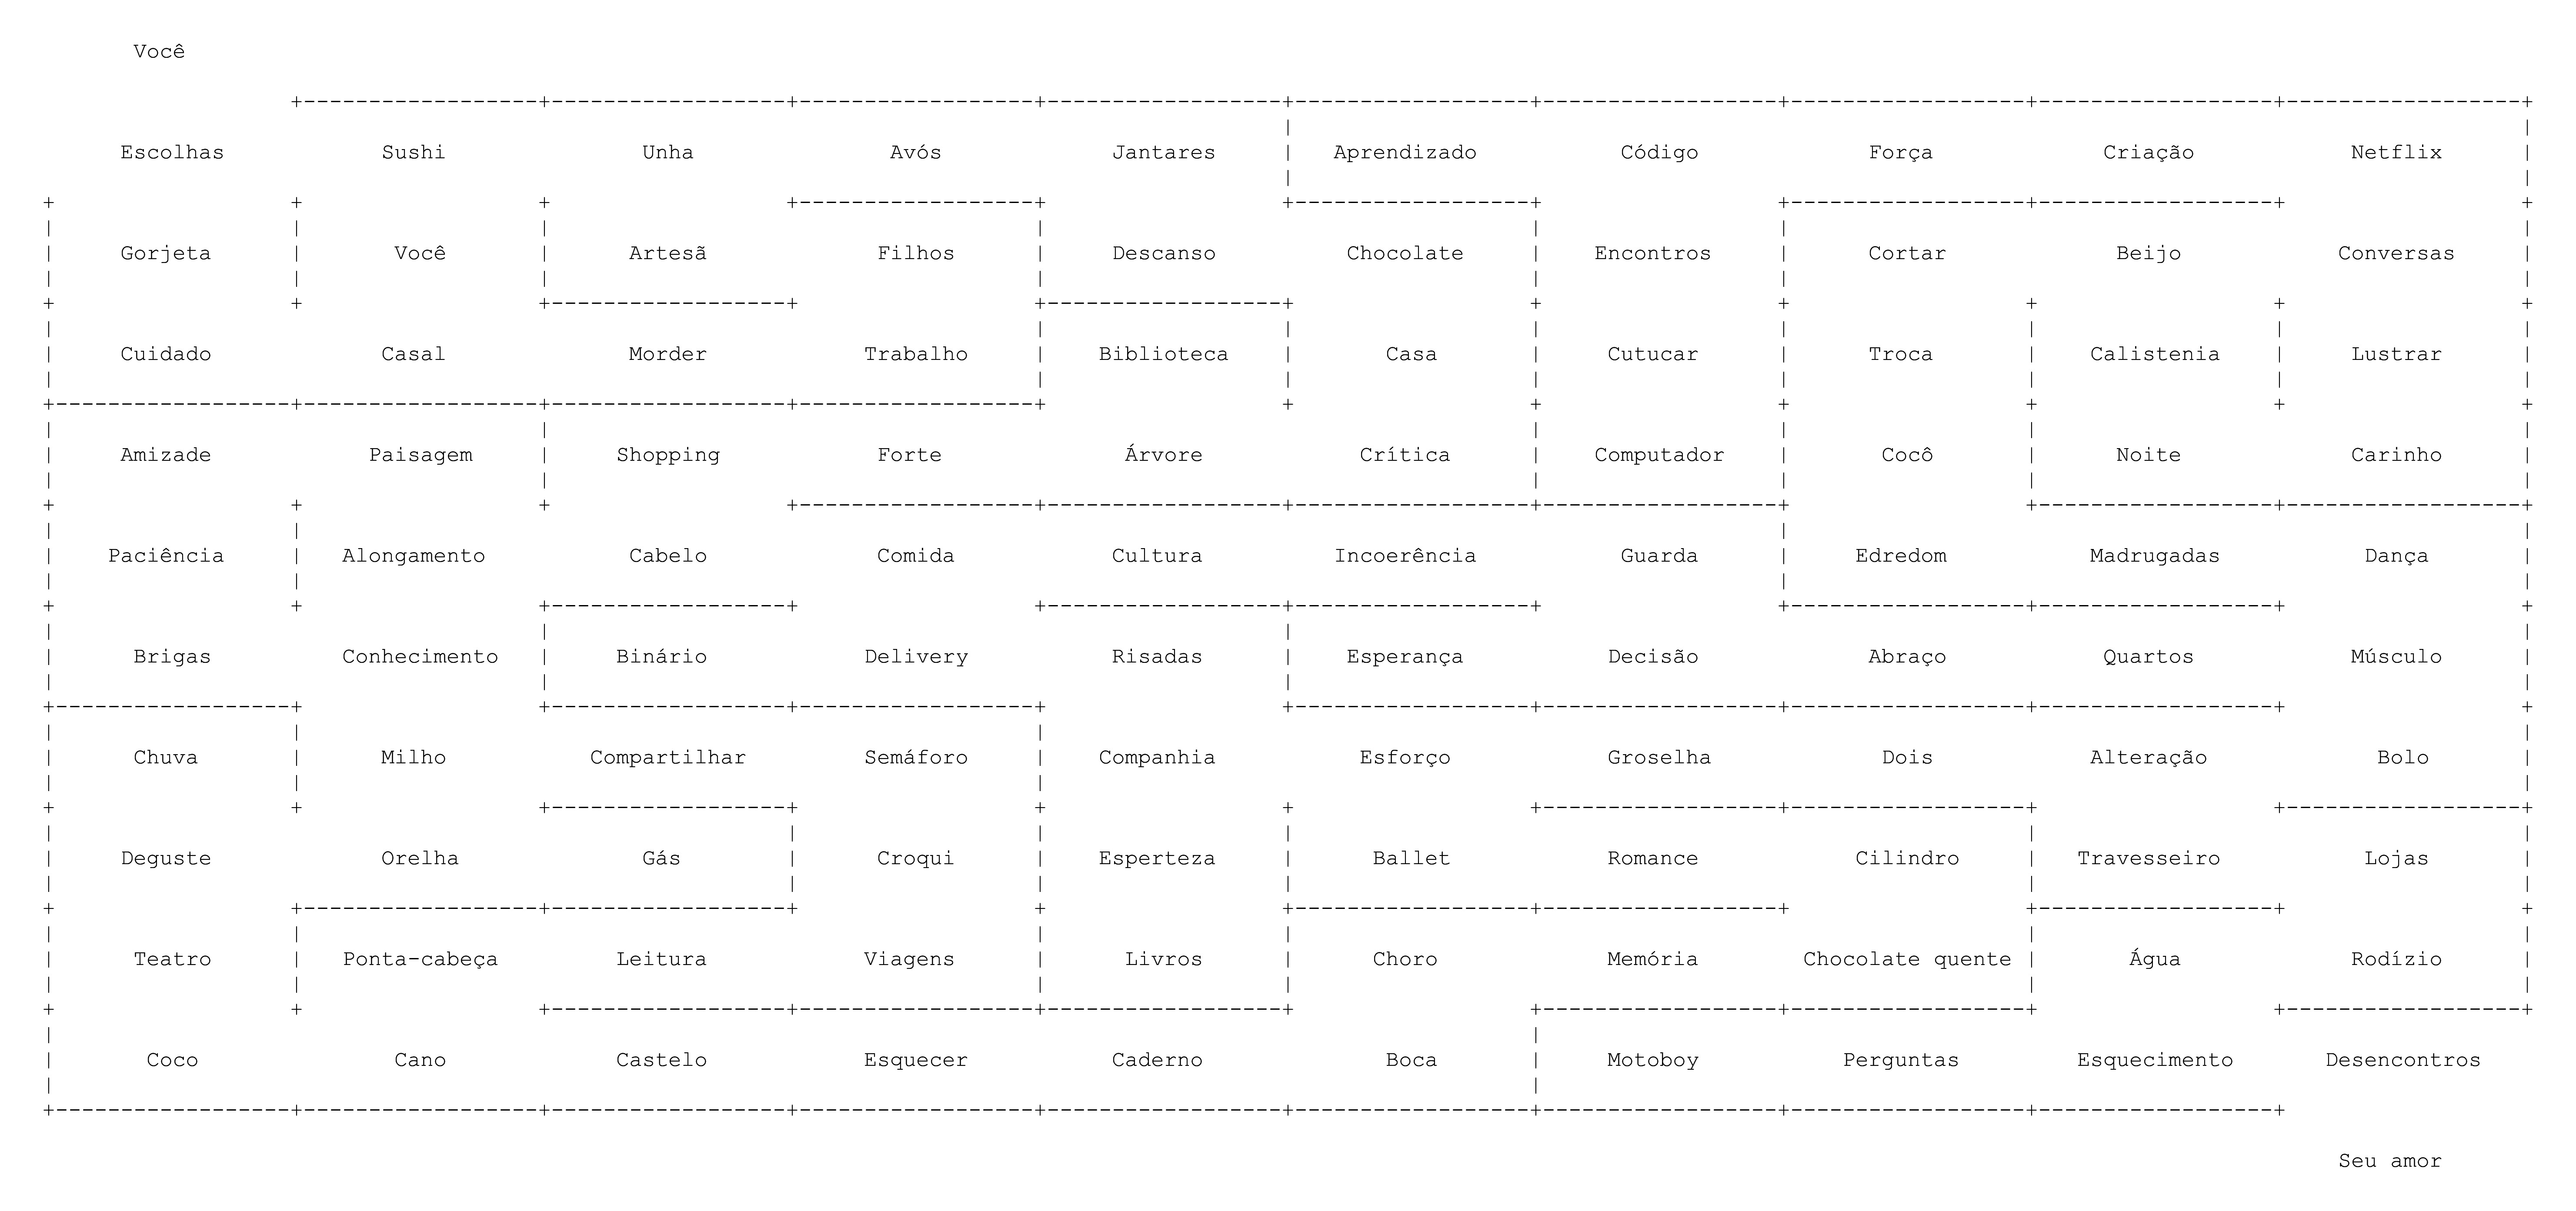 Você
Escolhas Sushi Unha Avós Jantares Aprendizado Código Força Criação Netflix
Gorjeta Você Artesã Filhos Descanso Chocolate Encontros Cortar Beijo Conversas
Cuidado Casal Morder Trabalho Biblioteca Casa Cutucar Troca Calistenia Lustrar
Amizade Paisagem Shopping Forte Árvore Crítica Computador Cocô Noite Carinho
Paciência Alongamento Cabelo Comida Cultura Incoerência Guarda Edredom Madrugadas Dança
Brigas Conhecimento Binário Delivery Risadas Esperança Decisão Abraço Quartos Músculo
Chuva Milho Compartilhar Semáforo Companhia Esforço Groselha Dois Alteração Bolo
Deguste Orelha Gás Croqui Esperteza Ballet Romance Cilindro Travesseiro Lojas
Teatro Ponta-cabeça Leitura Viagens Livros Choro Memória Chocolate quente Água Rodízio
Coco Cano Castelo Esquecer Caderno Boca Motoboy Perguntas Esquecimento Desencontros
Seu amor